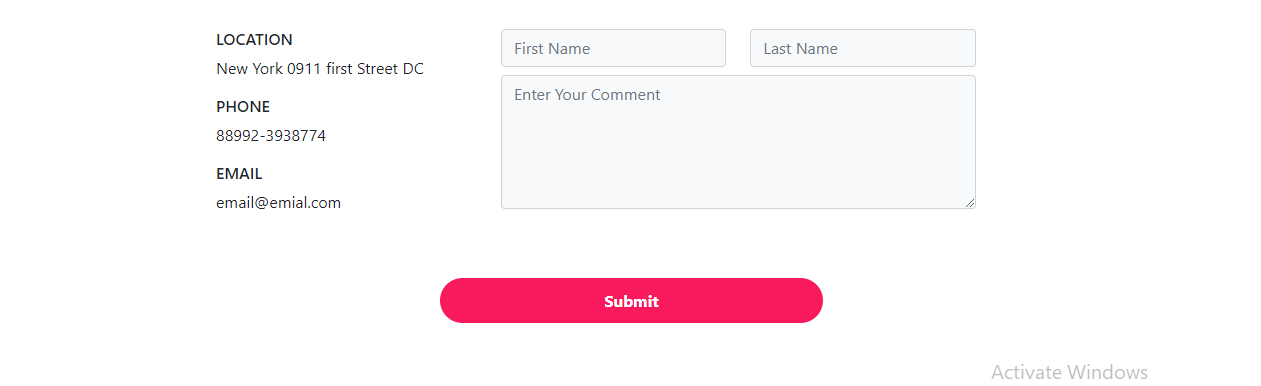 LOCATION
New York 0911 first Street DC
PHONE
88992-3938774
EMAIL
email@emial.com
First Name
Last Name
Enter Your Comment
Submit
Activate Windows